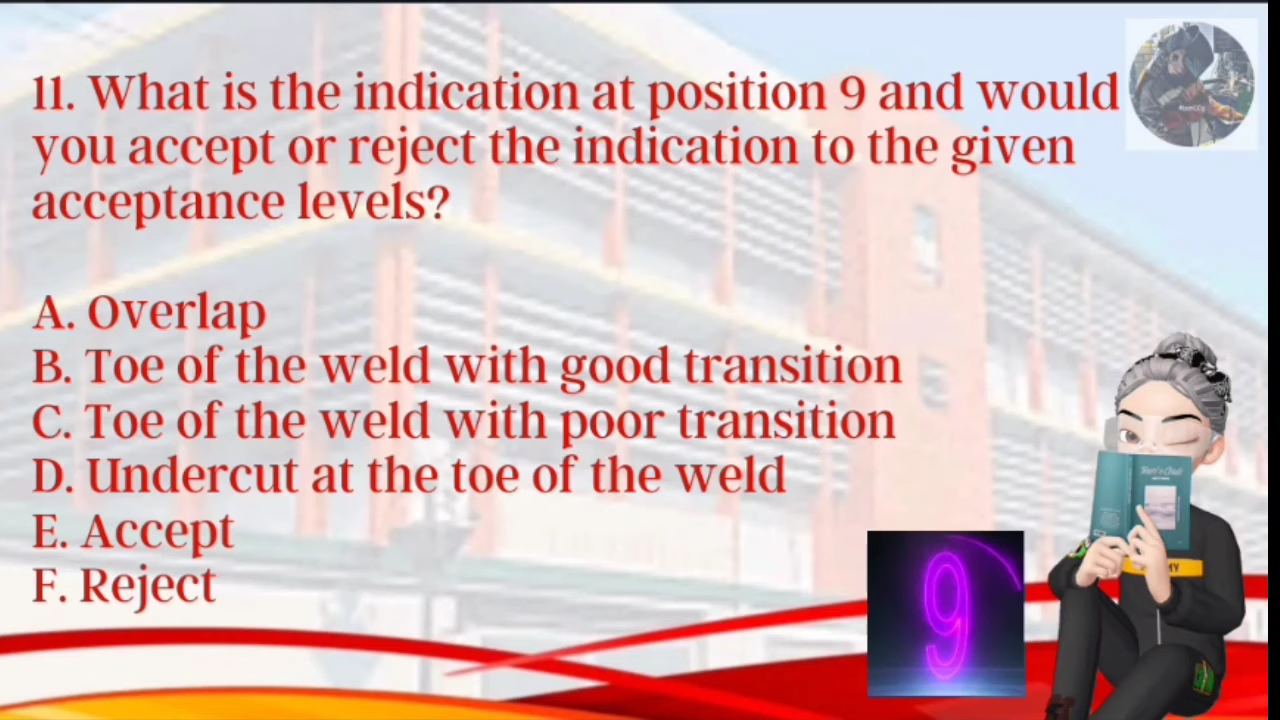 11. What is the indication at position 9 and would
you accept or reject the indication to the given
acceptance levels?
A. Overlap
B. Toe of the weld with good transition
C. Toe of the weld with poor transition
D. Undercut at the toe of the weld
E. Accept
F. Reject
9
MY